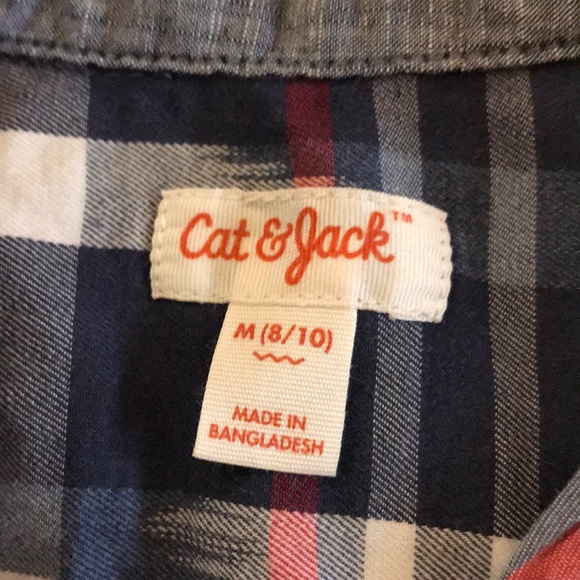 Cat & Jack™
M (8/10)
MADE IN
BANGLADESH